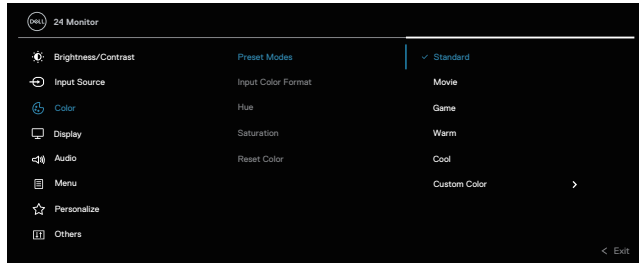 DELL 24 Monitor
Brightness/Contrast Preset Modes Standard
Input Source Input Color Format Movie
Color Hue Game
Display Saturation Warm
Audio Reset Color Cool
Menu Custom Color >
Personalize
Others
< Exit